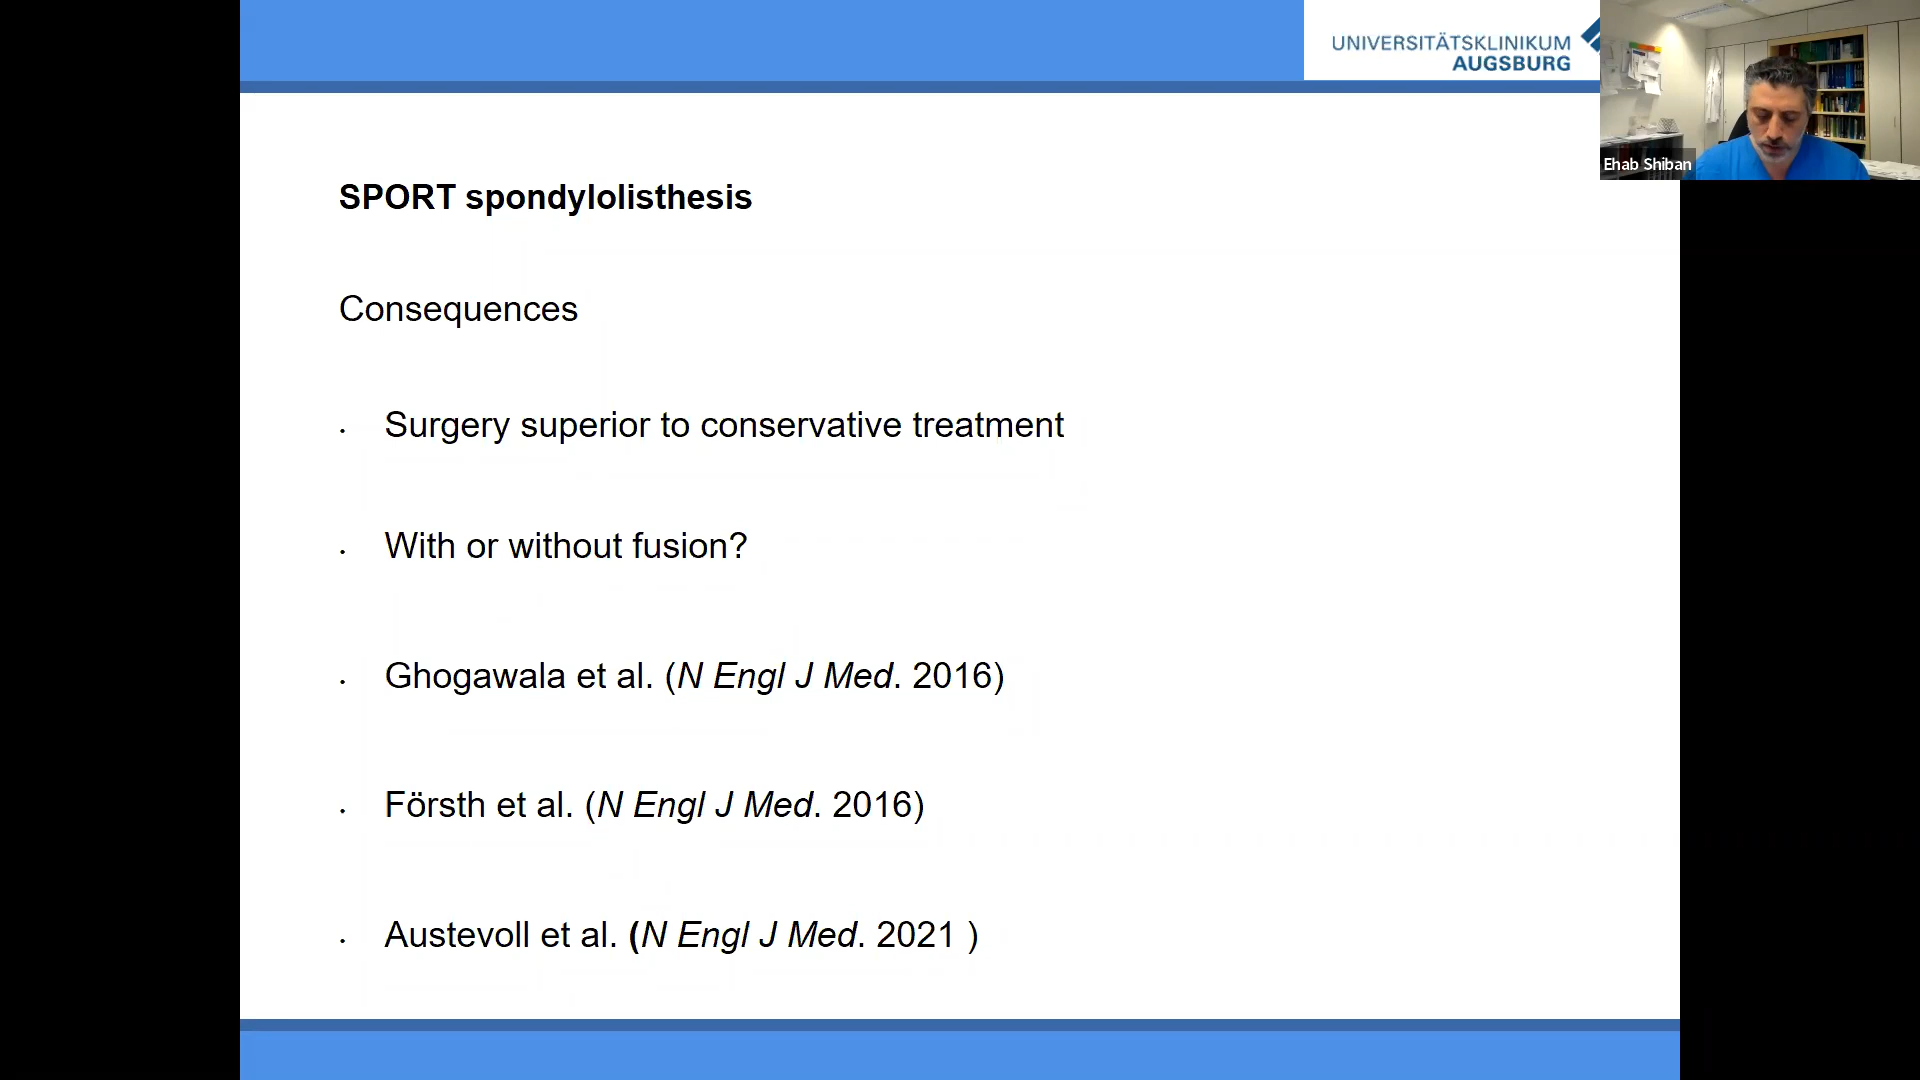 UNIVERSITÄTSKLINIKUM
AUGSBURG
Ehab Shiban
SPORT spondylolisthesis
Consequences
• Surgery superior to conservative treatment
• With or without fusion?
• Ghogawala et al. (N Engl J Med. 2016)
• Försth et al. (N Engl J Med. 2016)
• Austevoll et al. (N Engl J Med. 2021 )